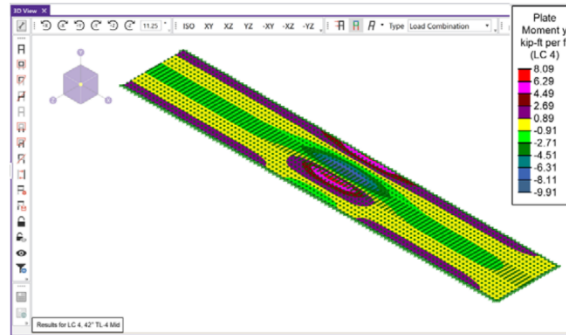 3D View X
11.25 ° ISO XY XZ YZ -XY -XZ -YZ Type Load Combination
Plate
Moment y
kip-ft per f
(LC 4)
8.09
6.29
4.49
2.69
0.89
-0.91
-2.71
-4.51
-6.31
-8.11
-9.91
Results for LC 4, 42" TL-4 Mid